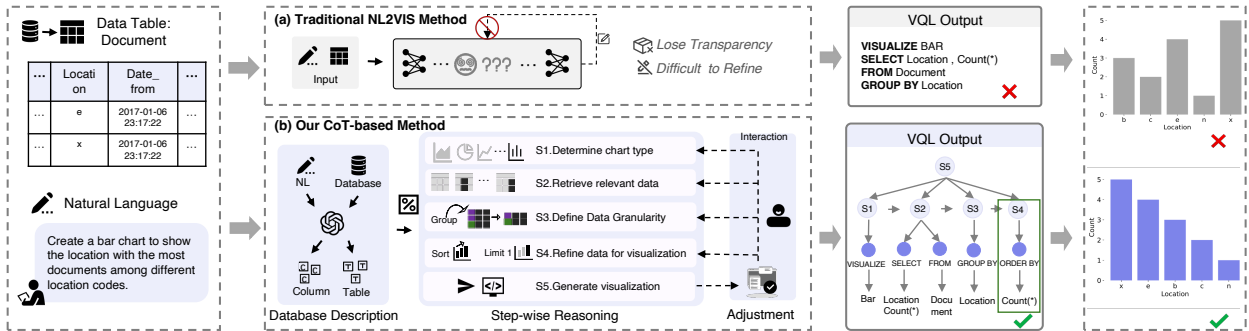 Data Table:
Document
...
Locati
on
Date_
from
...
...
e
2017-01-06
23:17:22
...
...
x
2017-01-06
23:17:22
...
Natural Language
Create a bar chart to show
the location with the most
documents among different
location codes.
(a) Traditional NL2VIS Method
Input
... ??? ...
Lose Transparency
Difficult to Refine
(b) Our CoT-based Method
NL
Database
C
C
C
T
T
T
Column
Table
Database Description
...
S1.Determine chart type
...
S2.Retrieve relevant data
Group
S3.Define Data Granularity
Sort
Limit 1
S4.Refine data for visualization
S5.Generate visualization
Step-wise Reasoning
Interaction
Adjustment
VQL Output
VISUALIZE BAR
SELECT Location , Count(*)
FROM Document
GROUP BY Location
VQL Output
S5
S1
S2
S3
S4
VISUALIZE
SELECT
FROM
GROUP BY
ORDER BY
Bar
Location
Count(*)
Docu
ment
Location
Count(*)
5
4
3
2
1
0
Count
b
c
e
n
x
Location
5
4
3
2
1
0
Count
x
e
b
c
n
Location